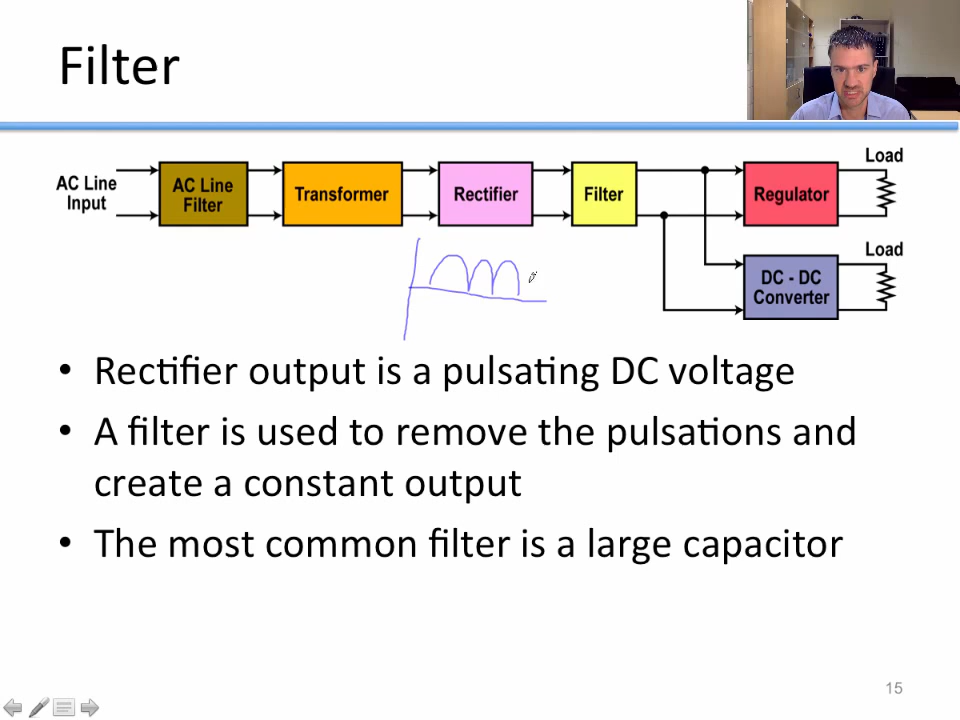 Filter
AC Line
Input
AC Line
Filter
Transformer
Rectifier
Filter
Regulator
Load
DC - DC
Converter
Load
• Rectifier output is a pulsating DC voltage
• A filter is used to remove the pulsations and
create a constant output
• The most common filter is a large capacitor
15